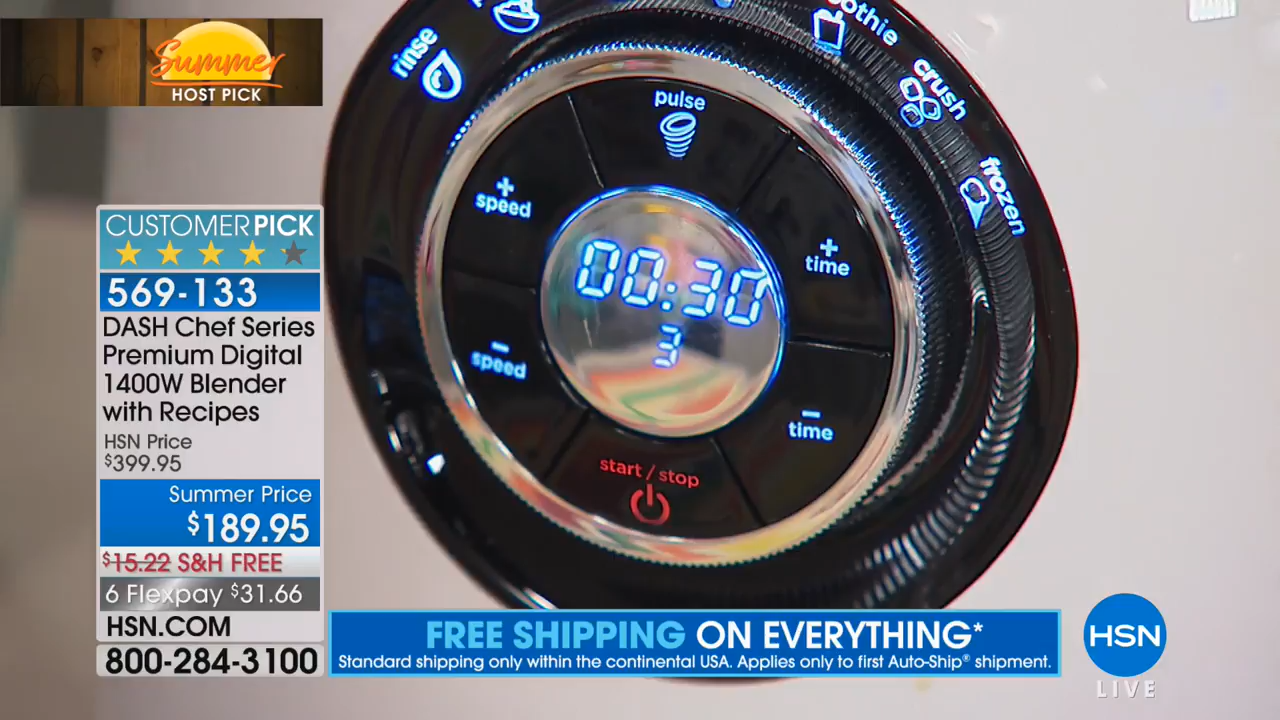 Summer
HOST PICK
CUSTOMER PICK
569-133
DASH Chef Series
Premium Digital
1400W Blender
with Recipes
HSN Price
$399.95
Summer Price
$189.95
$15.22 S&H FREE
6 Flexpay $31.66
HSN.COM
800-284-3100
rinse
crush
frozen
pulse
+
speed
+
time
00:30
3
-
speed
-
time
start / stop
FREE SHIPPING ON EVERYTHING*
Standard shipping only within the continental USA. Applies only to first Auto-Ship® shipment.
HSN
LIVE